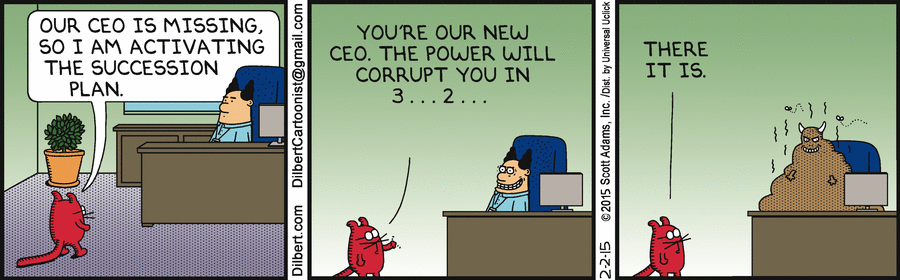 OUR CEO IS MISSING,
SO I AM ACTIVATING
THE SUCCESSION
PLAN.
Dilbert.com DilbertCartoonist@gmail.com
YOU'RE OUR NEW
CEO. THE POWER WILL
CORRUPT YOU IN
3...2...
2-2-15 ©2015 Scott Adams, Inc. /Dist. by Universal Uclick
THERE
IT IS.